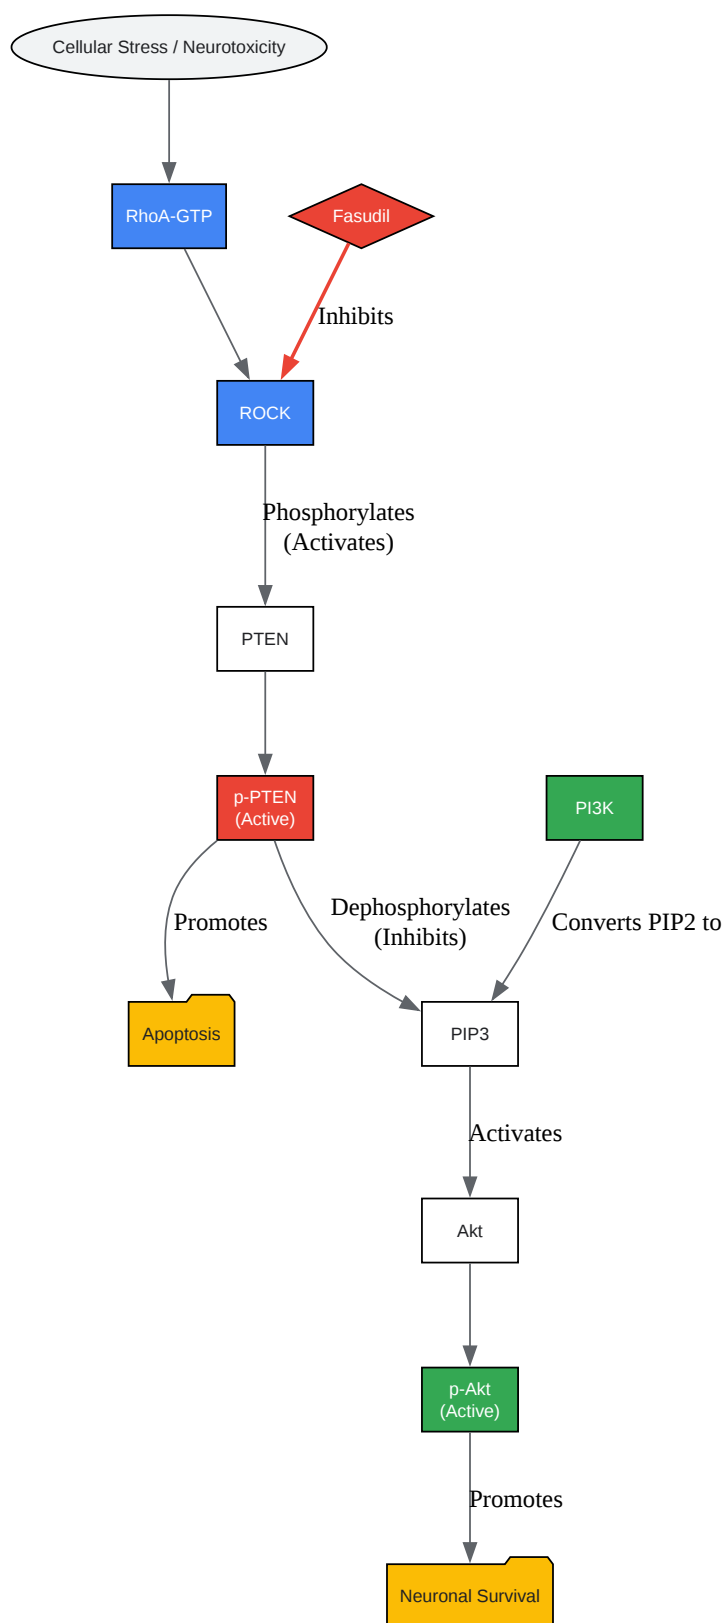 Cellular Stress / Neurotoxicity
RhoA-GTP
Fasudil
Inhibits
ROCK
Phosphorylates
(Activates)
PTEN
p-PTEN
(Active)
PI3K
Promotes
Dephosphorylates
(Inhibits)
Converts PIP2 to
Apoptosis
PIP3
Activates
Akt
p-Akt
(Active)
Promotes
Neuronal Survival